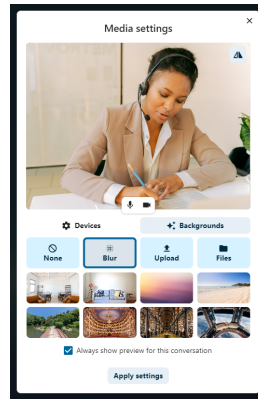 Media settings
Devices
Backgrounds
None
Blur
Upload
Files
Always show preview for this conversation
Apply settings